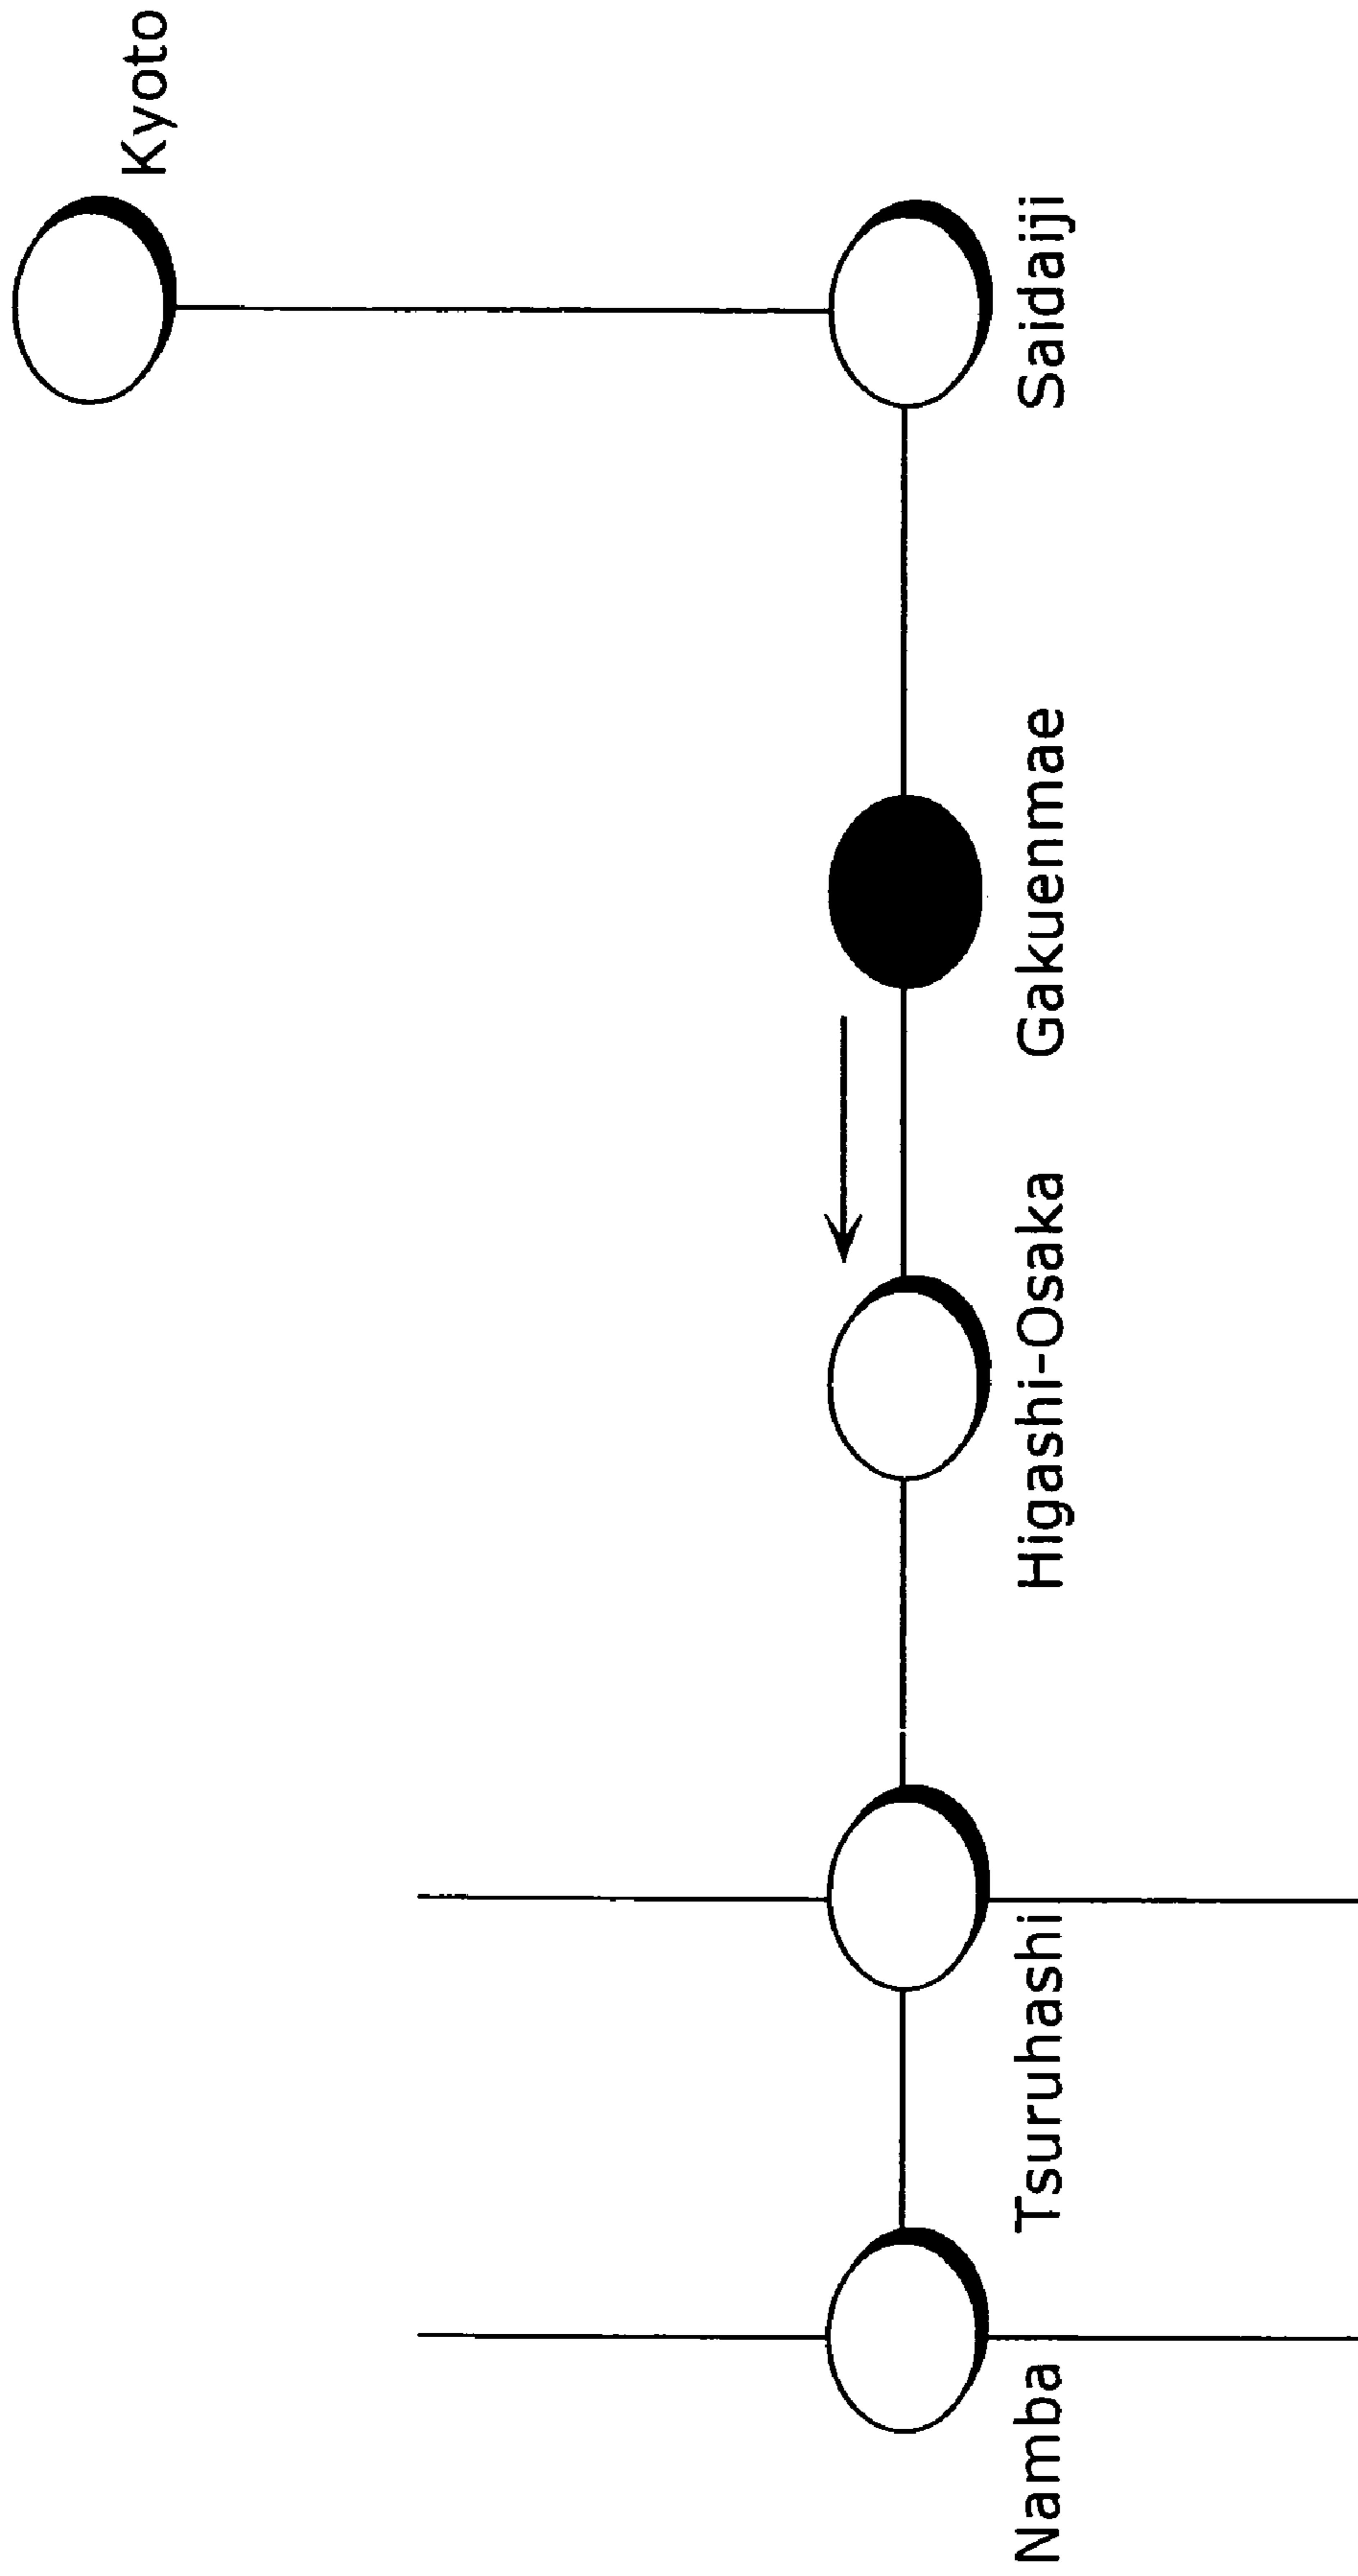 Kyoto
Namba
Tsuruhashi
Higashi-Osaka
Gakuenmae
Saidaiji